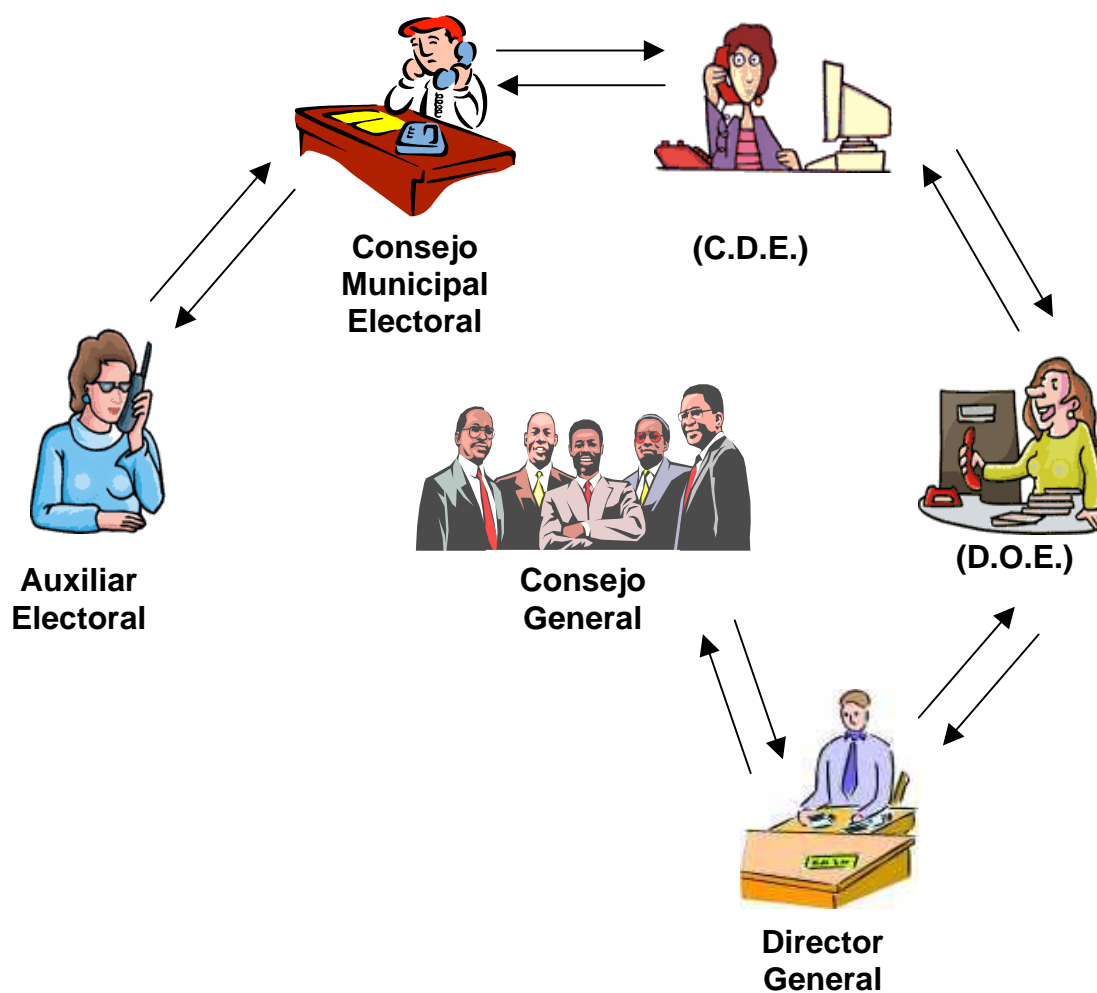 Consejo
Municipal
Electoral
(C.D.E.)
Auxiliar
Electoral
Consejo
General
(D.O.E.)
Director
General